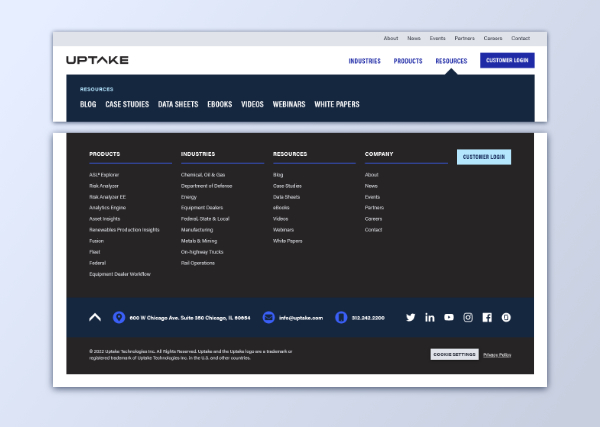 About News Events Partners Careers Contact
UPTAKE
INDUSTRIES PRODUCTS RESOURCES CUSTOMER LOGIN
RESOURCES
BLOG CASE STUDIES DATA SHEETS EBOOKS VIDEOS WEBINARS WHITE PAPERS
PRODUCTS INDUSTRIES RESOURCES COMPANY CUSTOMER LOGIN
ASL® Explorer Chemical, Oil & Gas Blog About
Risk Analyzer Department of Defense Case Studies News
Risk Analyzer EE Energy Data Sheets Events
Analytics Engine Equipment Dealers eBooks Partners
Asset Insights Federal, State & Local Videos Careers
Renewables Production Insights Manufacturing Webinars Contact
Fusion Metals & Mining White Papers
Fleet On-highway Trucks
Federal Rail Operations
Equipment Dealer Workflow
600 W Chicago Ave. Suite 350 Chicago, IL 60654 info@uptake.com 312.242.2200
© 2022 Uptake Technologies Inc. All Rights Reserved. Uptake and the Uptake logo are a trademark or
registered trademark of Uptake Technologies Inc. in the U.S. and other countries.
COOKIE SETTINGS Privacy Policy